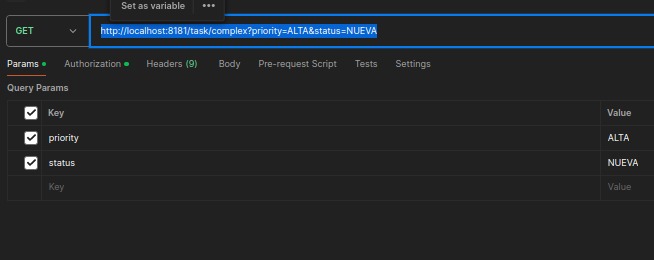 Set as variable •••
GET http://localhost:8181/task/complex?priority=ALTA&status=NUEVA
Params Authorization Headers (9) Body Pre-request Script Tests Settings
Query Params
Key Value
priority ALTA
status NUEVA
Key Value